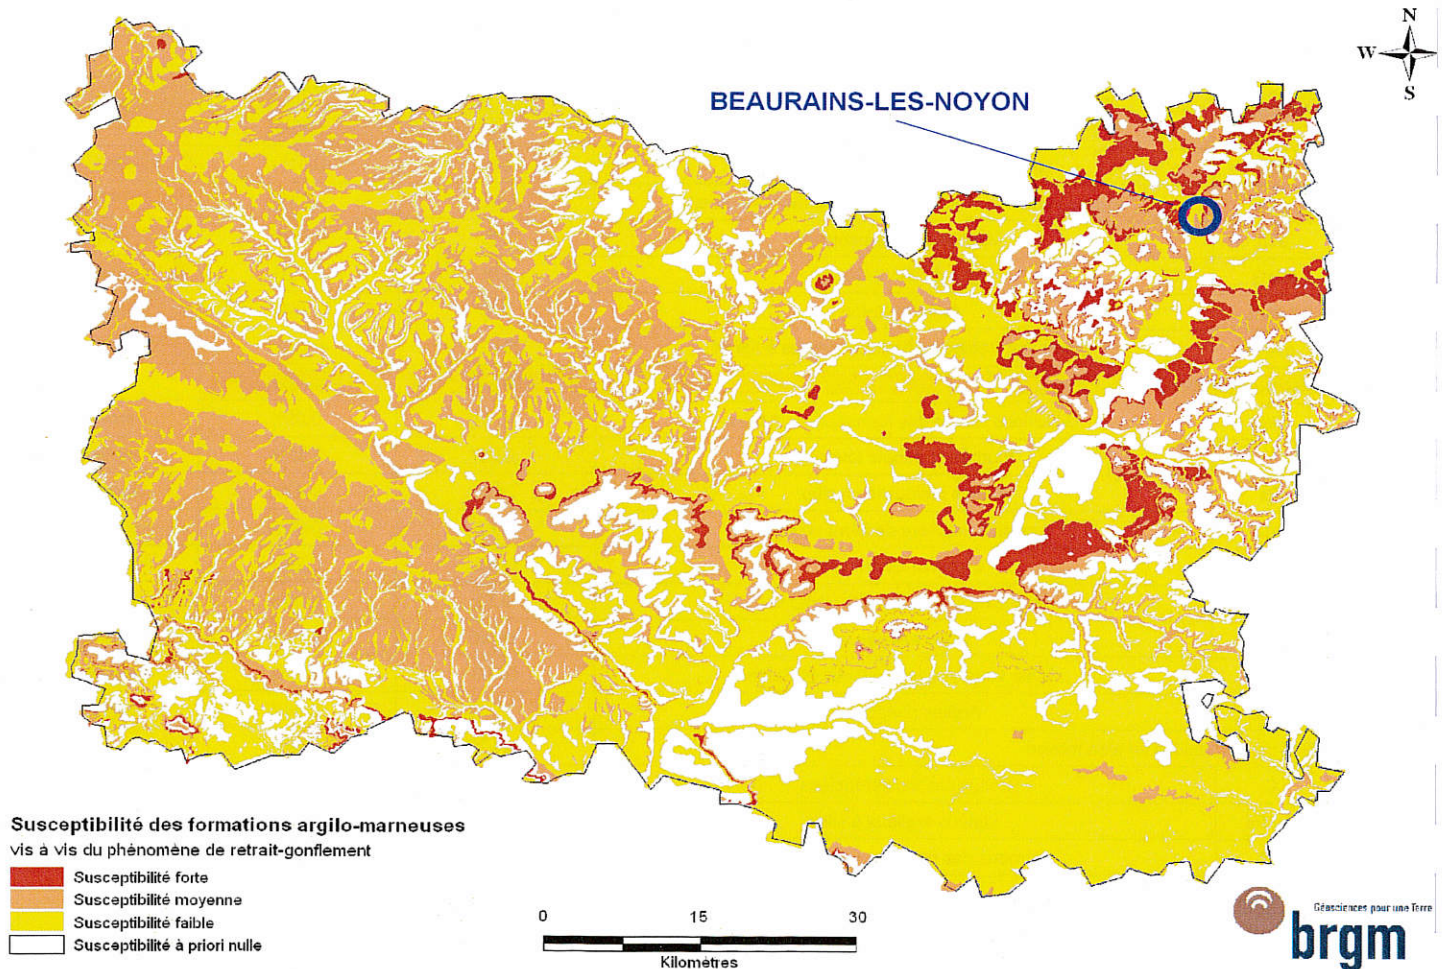 N
W
S
BEAURAINS-LES-NOYON
Susceptibilité des formations argilo-marneuses
vis à vis du phénomène de retrait-gonflement
Susceptibilité forte
Susceptibilité moyenne
Susceptibilité faible
Susceptibilité à priori nulle
0 15 30
Kilomètres
Géosciences pour une Terre
brgm